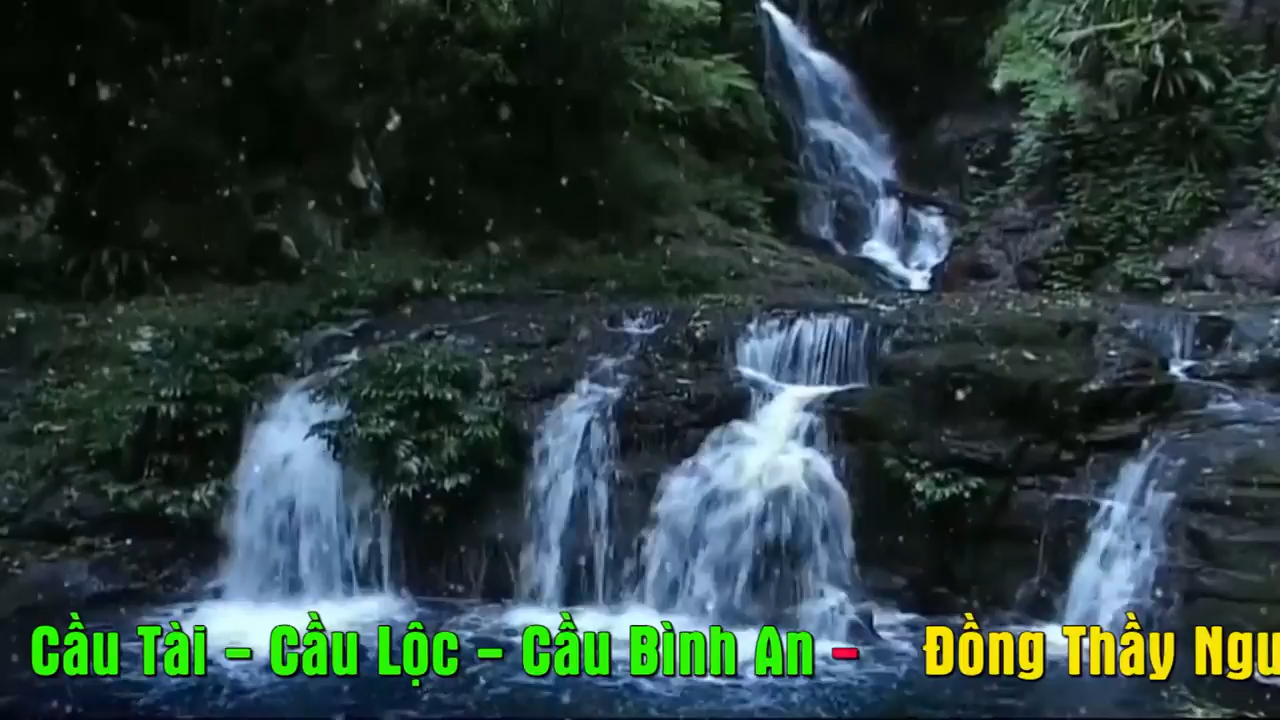 Cầu Tài – Cầu Lộc – Cầu Bình An – Đồng Thầy